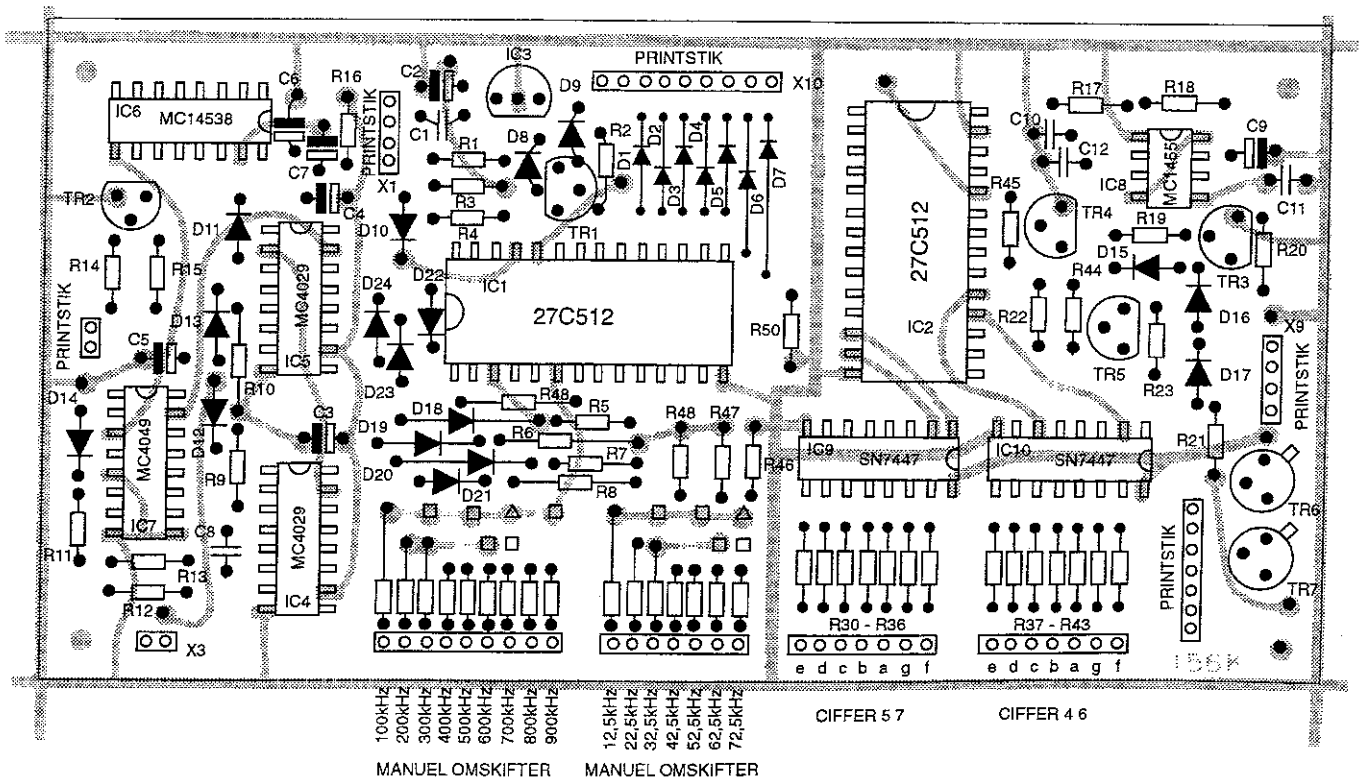 PRINTSTIK
X10
IC3
C6
R16
C2
D9
IC6
MC14538
PRINTSTIK
X1
C1
R1
D8
R2
D1
D2
D4
D3
D5
D6
D7
C7
R3
R4
TR1
C4
TR2
D11
D10
R17
R18
C10
C12
C9
IC8
C11
R45
TR4
R19
TR3
R20
27C512
IC2
R14
R15
MC4029
IC5
D24
D22
IC1
27C512
R50
R44
D15
R22
TR5
R23
D16
X9
PRINTSTIK
D17
PRINTSTIK
C5
D13
R10
D23
D14
D12
C3
R9
MC4049
IC7
D18
D19
D20
D21
R48
R5
R6
R7
R8
R48
R47
R46
IC9
SN7447
IC10
SN7447
R21
TR6
TR7
R11
C8
R13
R12
X3
MC4029
IC4
PRINTSTIK
R30 - R36
R37 - R43
e d c b a g f
e d c b a g f
156K
100kHz
200kHz
300kHz
400kHz
500kHz
600kHz
700kHz
800kHz
900kHz
12,5kHz
22,5kHz
32,5kHz
42,5kHz
52,5kHz
62,5kHz
72,5kHz
CIFFER 5 7
CIFFER 4 6
MANUEL OMSKIFTER
MANUEL OMSKIFTER